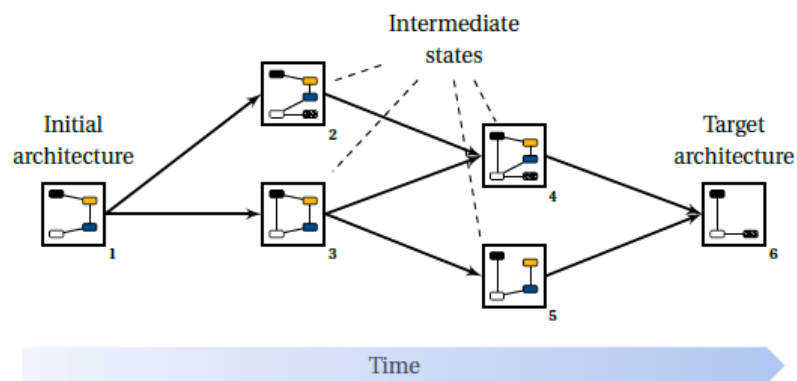 Intermediate
states
Initial
architecture
Target
architecture
2
4
1
3
6
5
Time